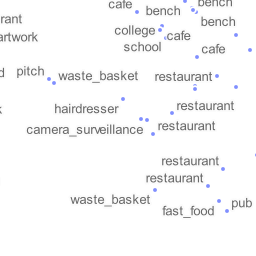 cafe
bench
bench
bench
rant
college
cafe
artwork
school
cafe
pitch
waste_basket
restaurant
hairdresser
restaurant
camera_surveillance
restaurant
restaurant
restaurant
waste_basket
fast_food
pub